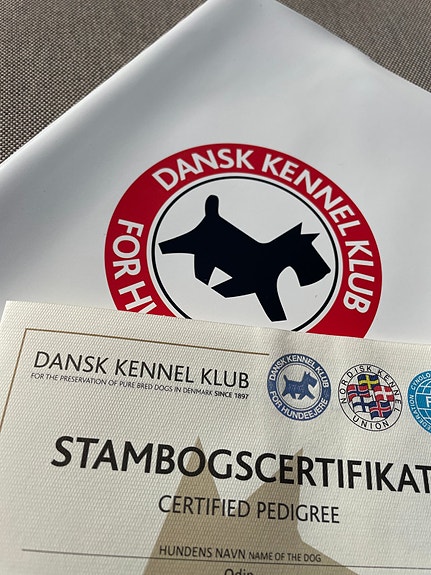 DANSK KENNEL KLUB
FOR
DANSK KENNEL KLUB
FOR THE PRESERVATION OF PURE BRED DOGS IN DENMARK SINCE 1897
DANSK KENNEL KLUB
FOR HUNDEEJERE
NORDISK KENNEL
UNION
STAMBOGSCERTIFIKAT
CERTIFIED PEDIGREE
HUNDENS NAVN NAME OF THE DOG
Odin